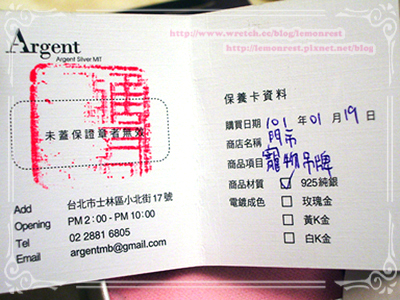 Argent
Argent Silver MIT
未蓋保證章者無效
Add 台北市士林區小北街17號
Opening PM 2:00 - PM 10:00
Tel 02 2881 6805
Email argentmb@gmail.com
http://www.wretch.cc/blog/lemonrest
http://lemonrest.pixnet.net/blog
保養卡資料
購買日期 101 年 01 月 19 日
商店名稱 門市
商品項目 寵物吊牌
商品材質 925純銀
電鍍成色 玫瑰金
黃K金
白K金